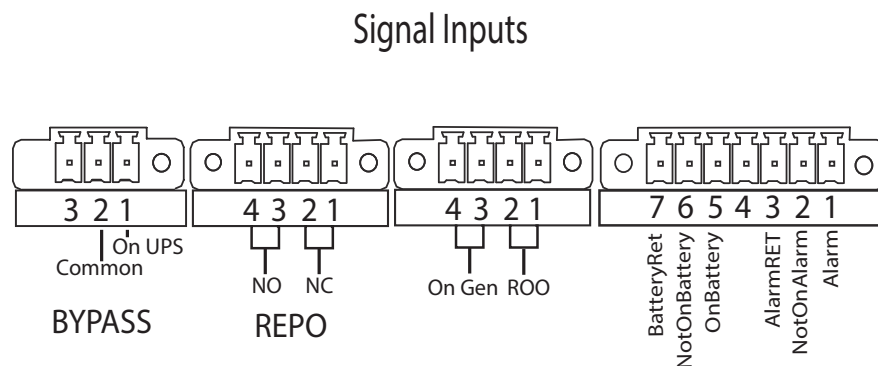 Signal Inputs
3 2 1
4 3 2 1
4 3 2 1
7 6 5 4 3 2 1
On UPS
Common
NO
NC
On Gen
ROO
BatteryRet
NotOnBattery
OnBattery
AlarmRET
NotOnAlarm
Alarm
BYPASS
REPO